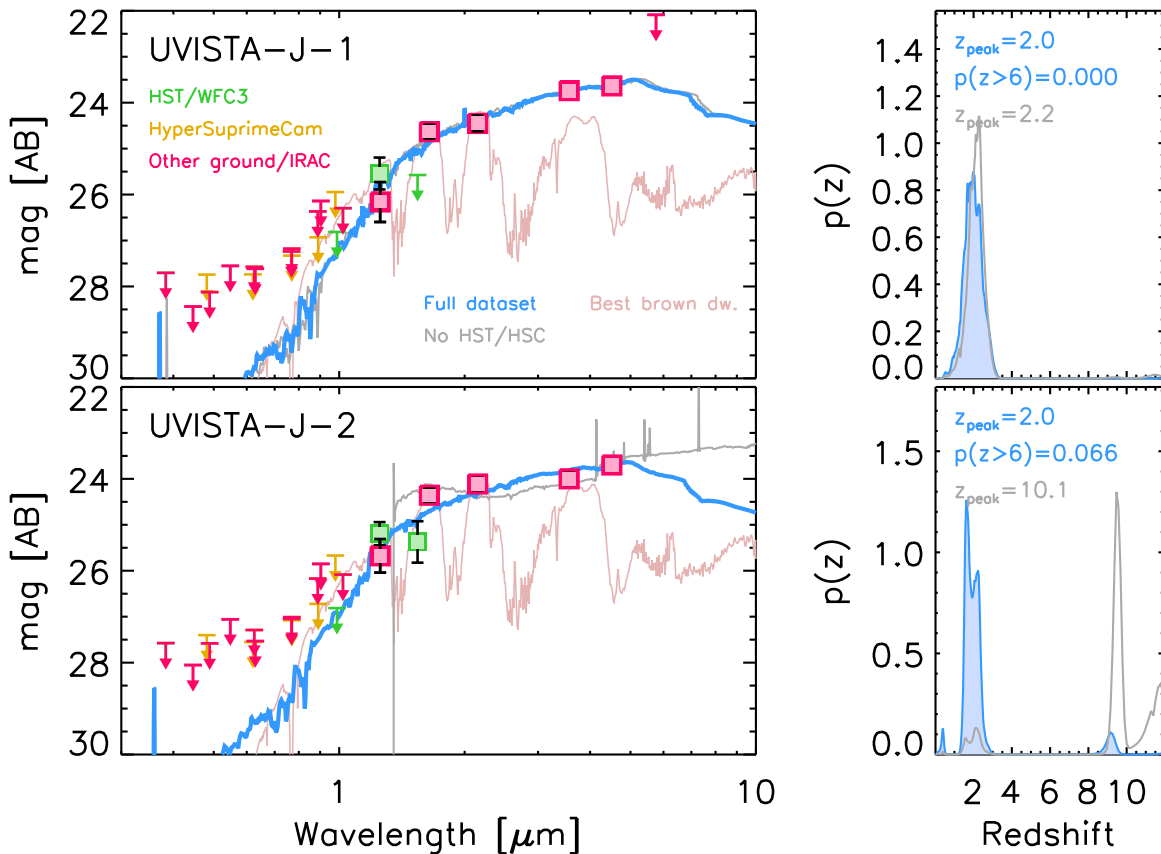 UVISTA-J-1
HST/WFC3
HyperSuprimeCam
Other ground/IRAC
Full dataset
No HST/HSC
Best brown dw.
mag [AB]
22
24
26
28
30
z_peak=2.0
p(z>6)=0.000
z_peak=2.2
p(z)
1.4
1.2
1.0
0.8
0.6
0.4
0.2
0.0
UVISTA-J-2
mag [AB]
22
24
26
28
30
1
10
Wavelength [μm]
z_peak=2.0
p(z>6)=0.066
z_peak=10.1
p(z)
1.5
1.0
0.5
0.0
2 4 6 8 10
Redshift